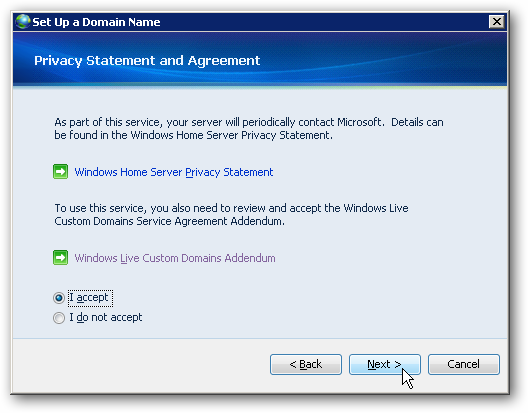 Set Up a Domain Name
Privacy Statement and Agreement
As part of this service, your server will periodically contact Microsoft. Details can
be found in the Windows Home Server Privacy Statement.
Windows Home Server Privacy Statement
To use this service, you also need to review and accept the Windows Live
Custom Domains Service Agreement Addendum.
Windows Live Custom Domains Addendum
I accept
I do not accept
< Back Next > Cancel